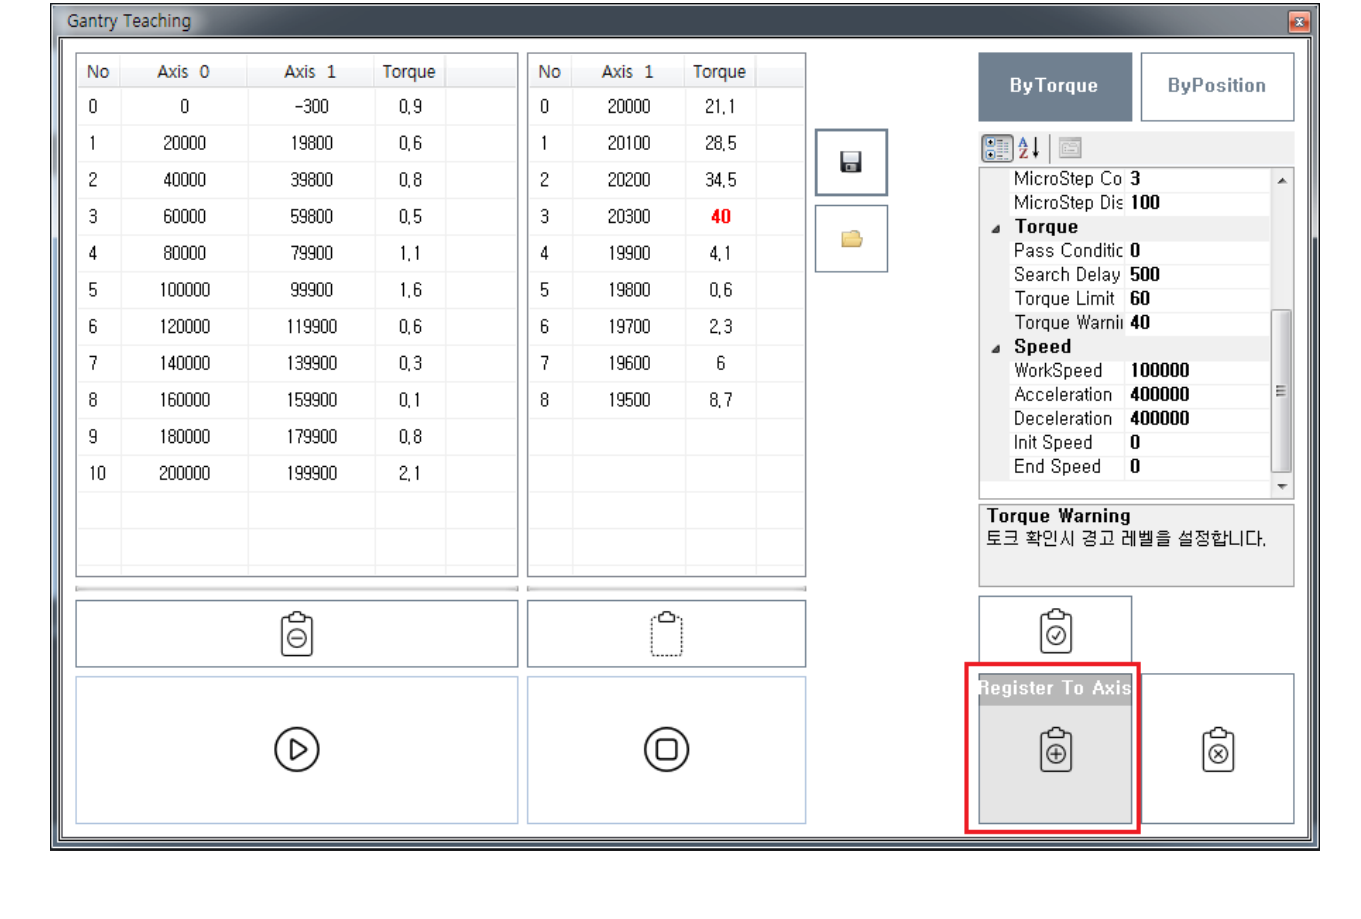 Gantry Teaching
No Axis 0 Axis 1 Torque
0 0 -300 0,9
1 20000 19800 0,6
2 40000 39800 0,8
3 60000 59800 0,5
4 80000 79900 1,1
5 100000 99900 1,6
6 120000 119900 0,6
7 140000 139900 0,3
8 160000 159900 0,1
9 180000 179900 0,8
10 200000 199900 2,1
No Axis 1 Torque
0 20000 21,1
1 20100 28,5
2 20200 34,5
3 20300 40
4 19900 4,1
5 19800 0,6
6 19700 2,3
7 19600 6
8 19500 8,7
ByTorque ByPosition
MicroStep Co 3
MicroStep Dis 100
Torque
Pass Conditic 0
Search Delay 500
Torque Limit 60
Torque Warnin 40
Speed
WorkSpeed 100000
Acceleration 400000
Deceleration 400000
Init Speed 0
End Speed 0
Torque Warning
토크 확인시 경고 레벨을 설정합니다.
Register To Axis